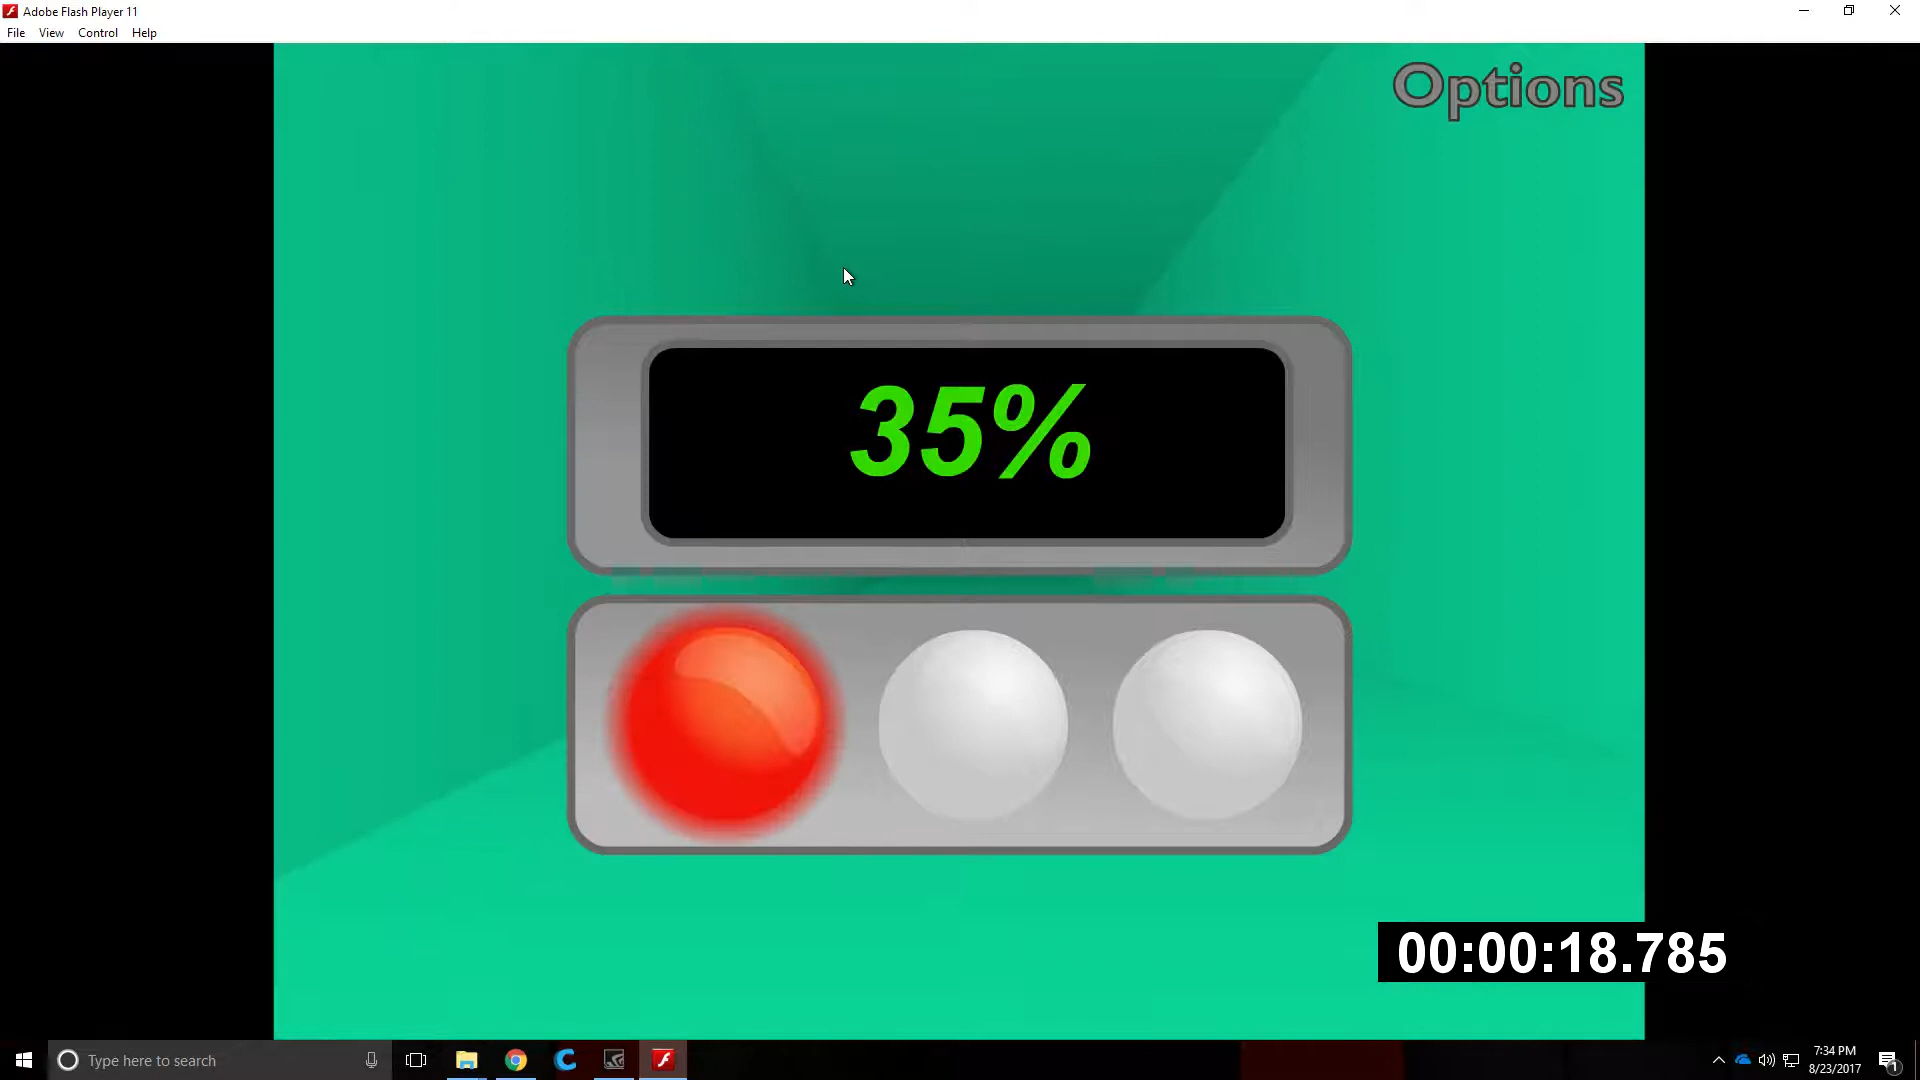 Adobe Flash Player 11
File View Control Help
Options
35%
00:00:18.785
Type here to search
7:34 PM
8/23/2017
1